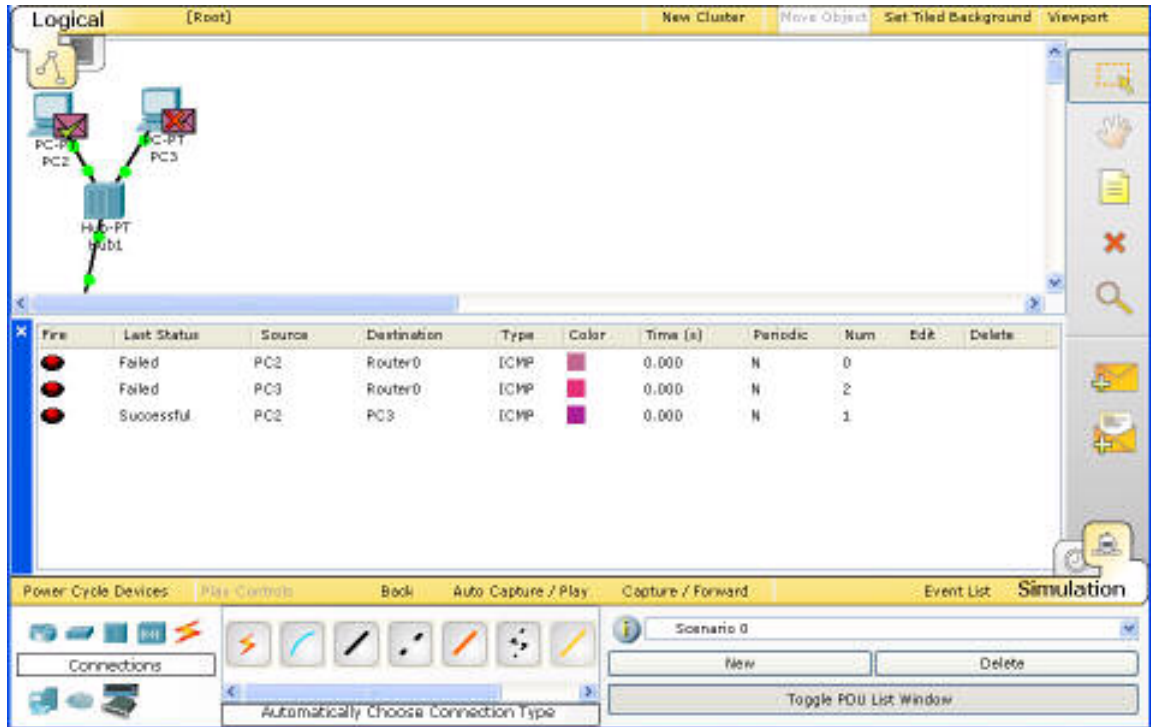 Logical [Root] New Cluster Move Object Set Tiled Background Viewport
PC-PT PC-PT
PC2 PC3
Hub-PT
Hub1
Fire Last Status Source Destination Type Color Time (s) Periodic Num Edit Delete
Failed PC2 Router0 ICMP 0.000 N 0
Failed PC3 Router0 ICMP 0.000 N 2
Successful PC2 PC3 ICMP 0.000 N 1
Power Cycle Devices Play Controls Back Auto Capture / Play Capture / Forward Event List Simulation
Scenario 0
Connections New Delete
Toggle PDU List Window
Automatically Choose Connection Type